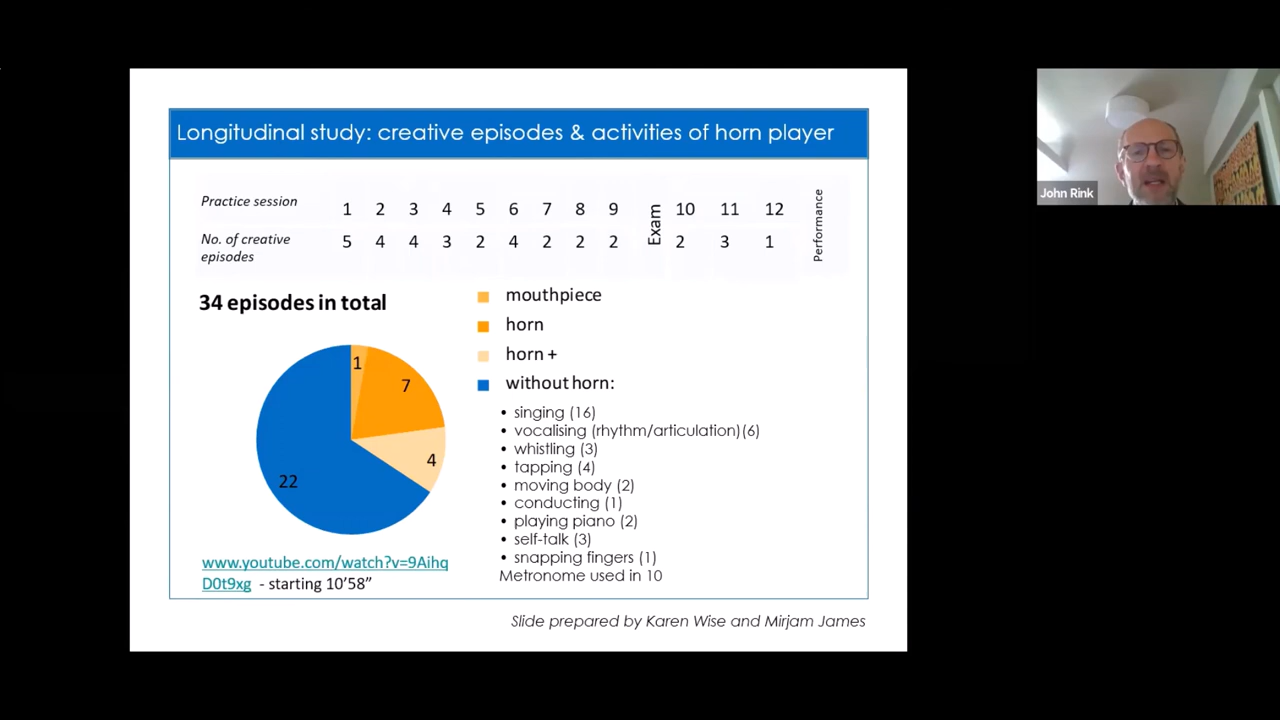 Longitudinal study: creative episodes & activities of horn player
Practice session 1 2 3 4 5 6 7 8 9 Exam 10 11 12 Performance
No. of creative episodes 5 4 4 3 2 4 2 2 2 2 3 1
34 episodes in total
mouthpiece
horn
horn +
without horn:
1
7
4
22
• singing (16)
• vocalising (rhythm/articulation)(6)
• whistling (3)
• tapping (4)
• moving body (2)
• conducting (1)
• playing piano (2)
• self-talk (3)
• snapping fingers (1)
Metronome used in 10
www.youtube.com/watch?v=9Aihq
D0t9xg - starting 10’58”
Slide prepared by Karen Wise and Mirjam James
John Rink